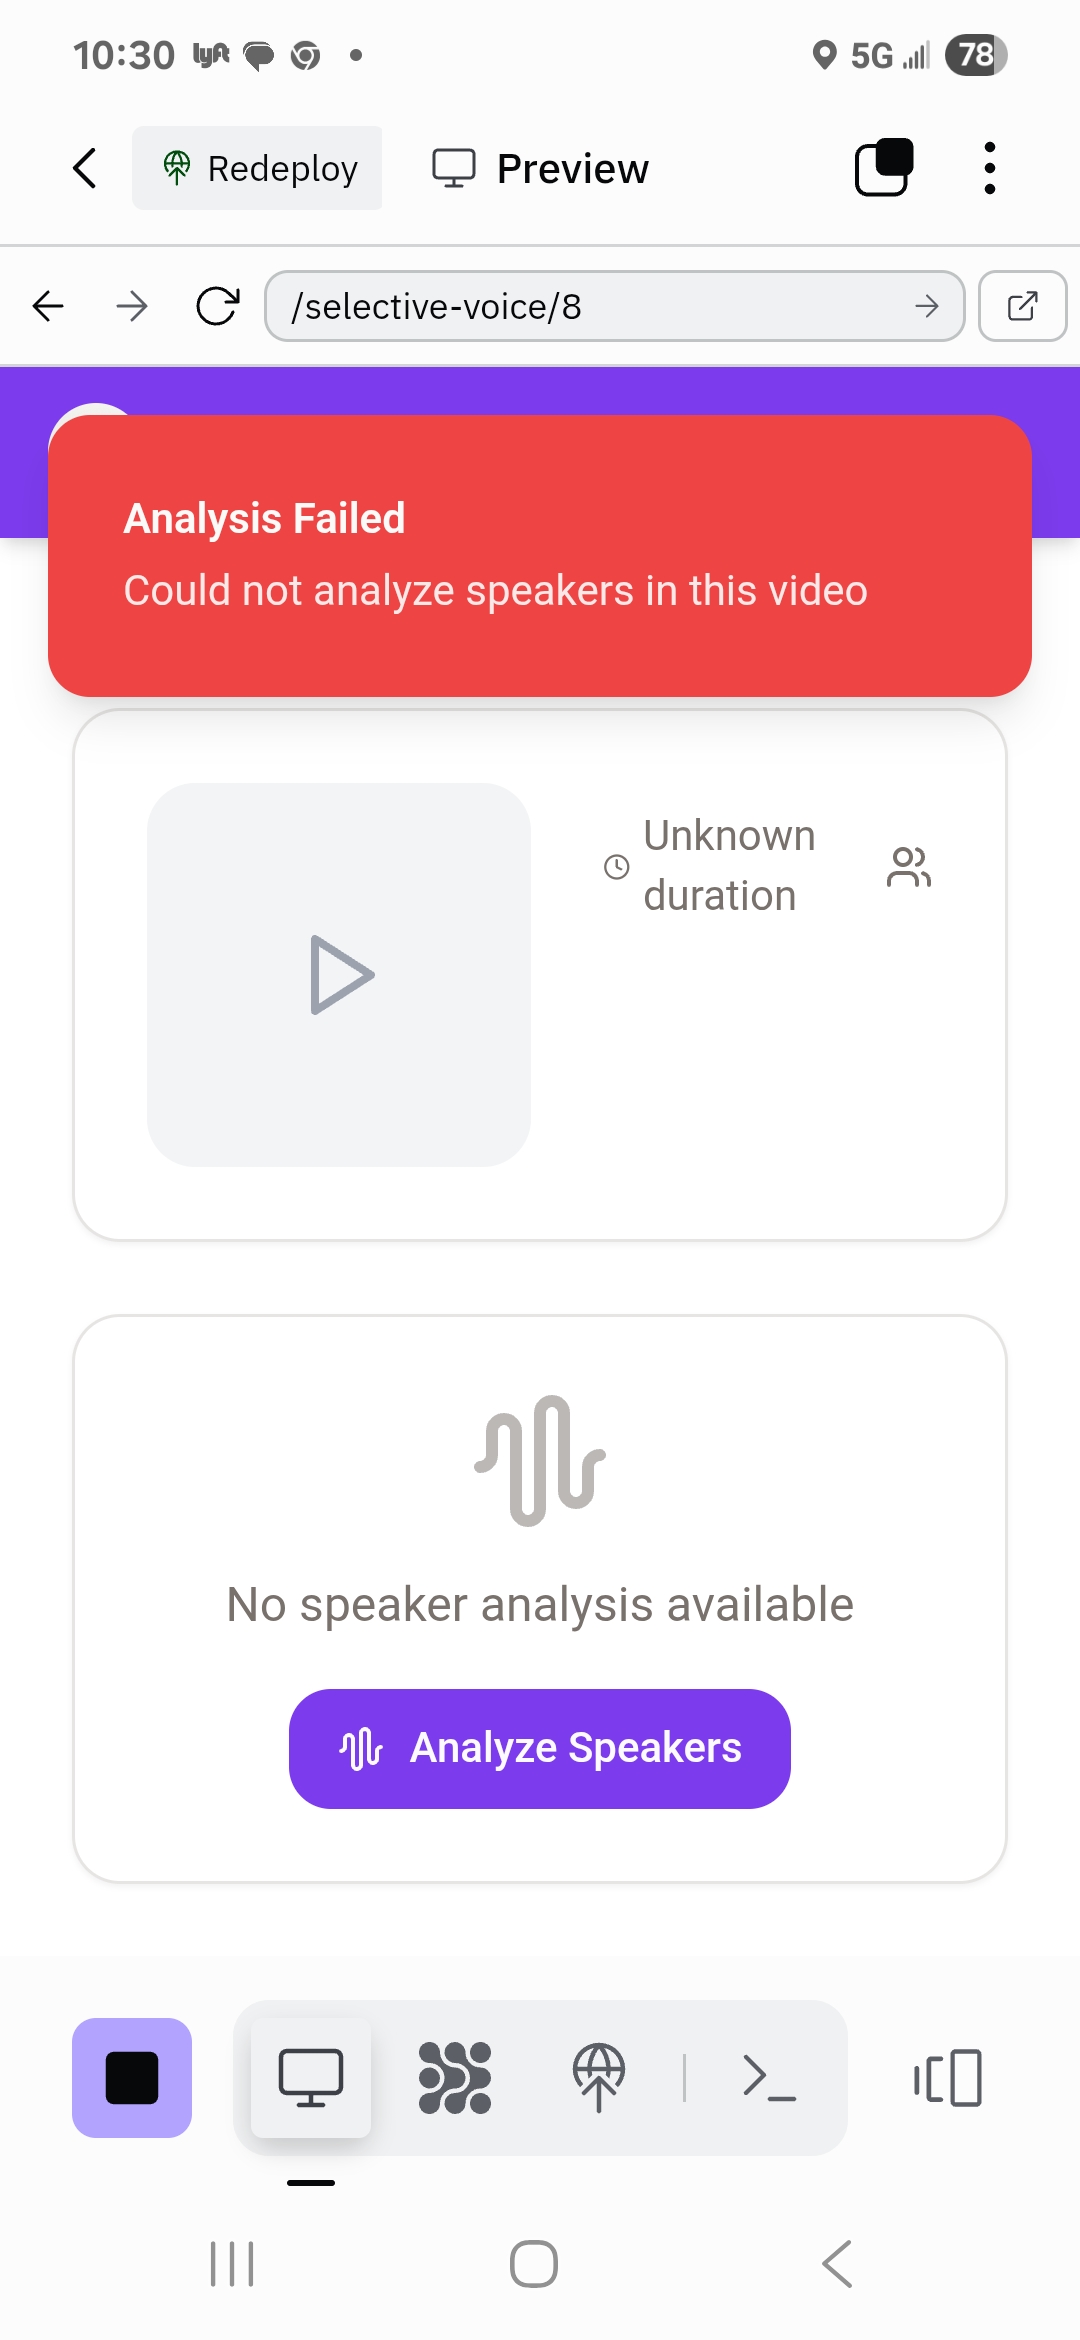 10:30 lyft 5G 78
Redeploy Preview
/selective-voice/8
Analysis Failed
Could not analyze speakers in this video
Unknown
duration
No speaker analysis available
Analyze Speakers